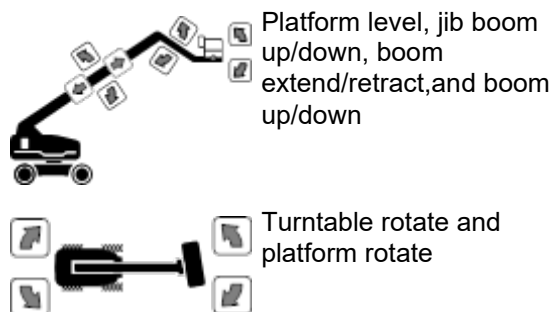 Platform level, jib boom
up/down, boom
extend/retract,and boom
up/down
Turntable rotate and
platform rotate